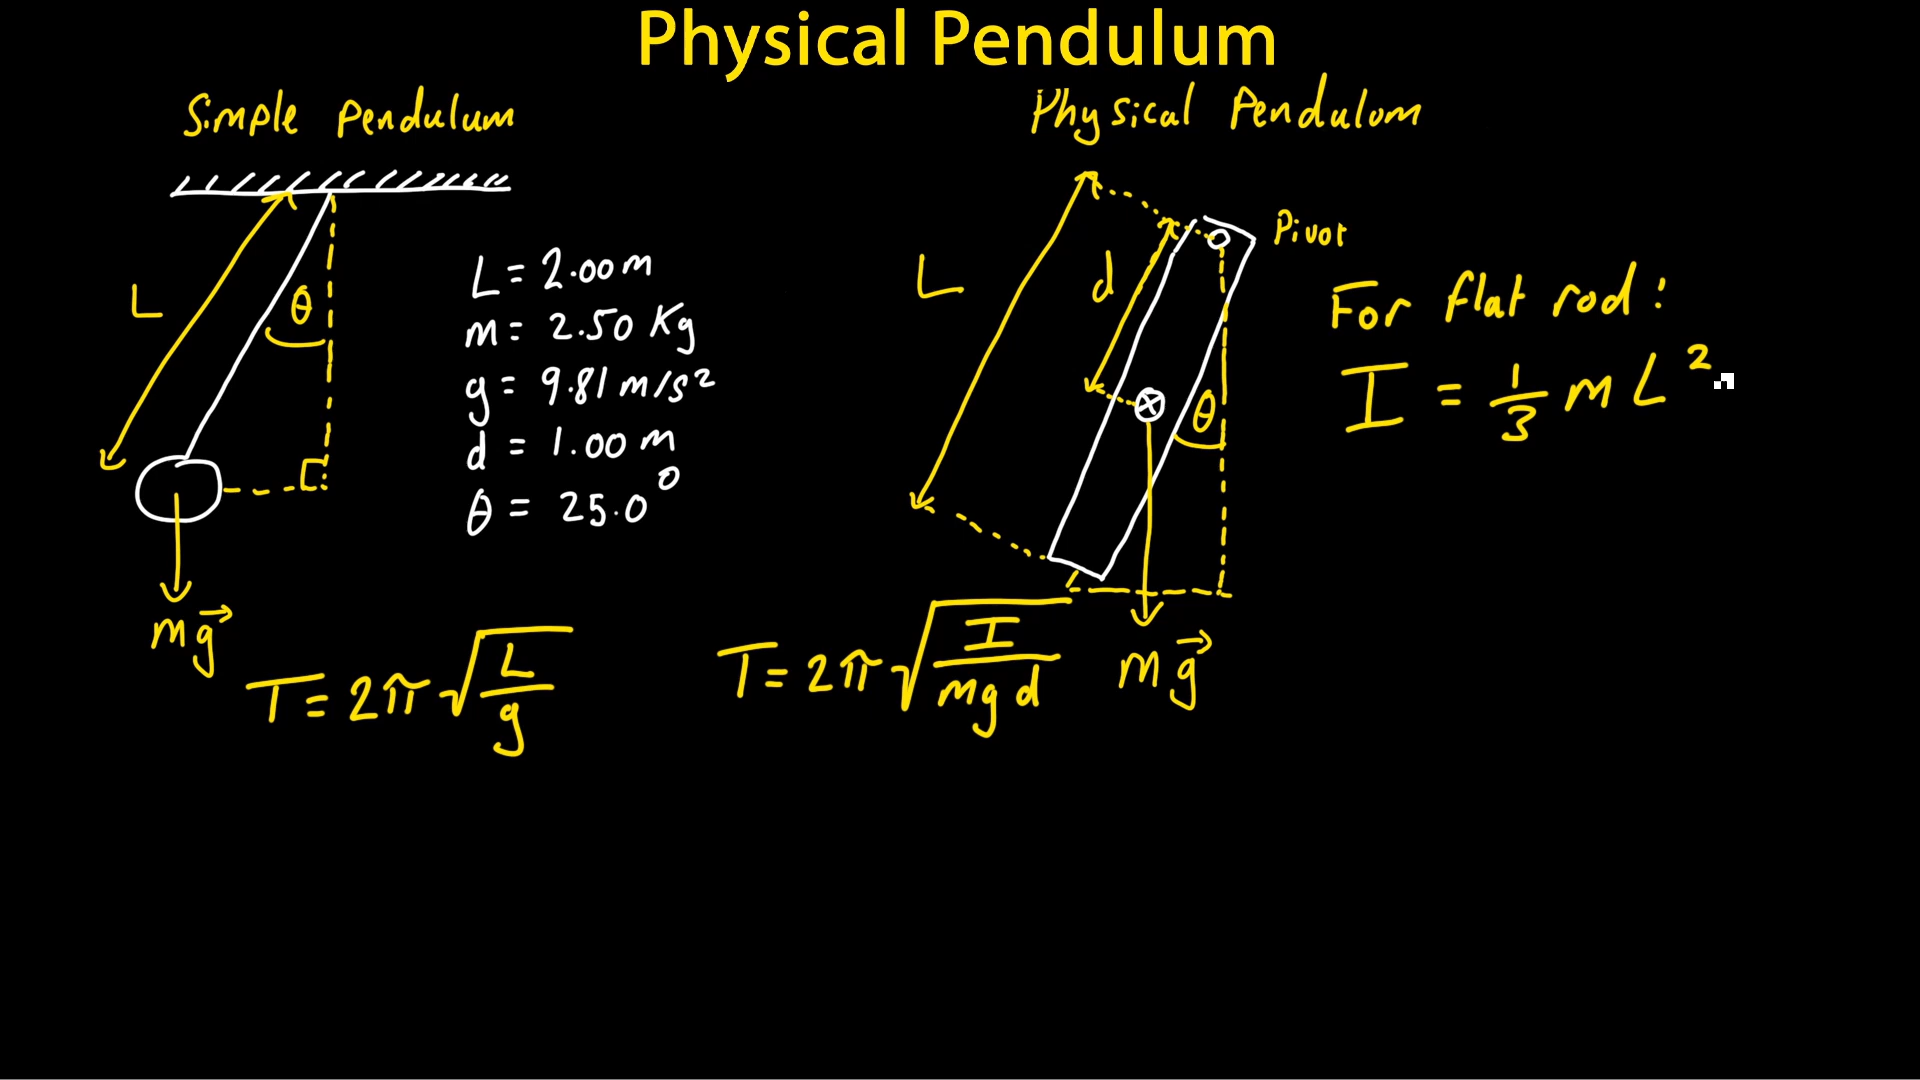 Physical Pendulum
Simple Pendulum
L
θ
mg⃗
T = 2π√(L/g)
L = 2.00 m
m = 2.50 Kg
g = 9.81 m/s²
d = 1.00 m
θ = 25.0°
Physical Pendulum
Pivot
L
d
θ
mg⃗
T = 2π√(I/mgd)
For flat rod:
I = 1/3 m L²